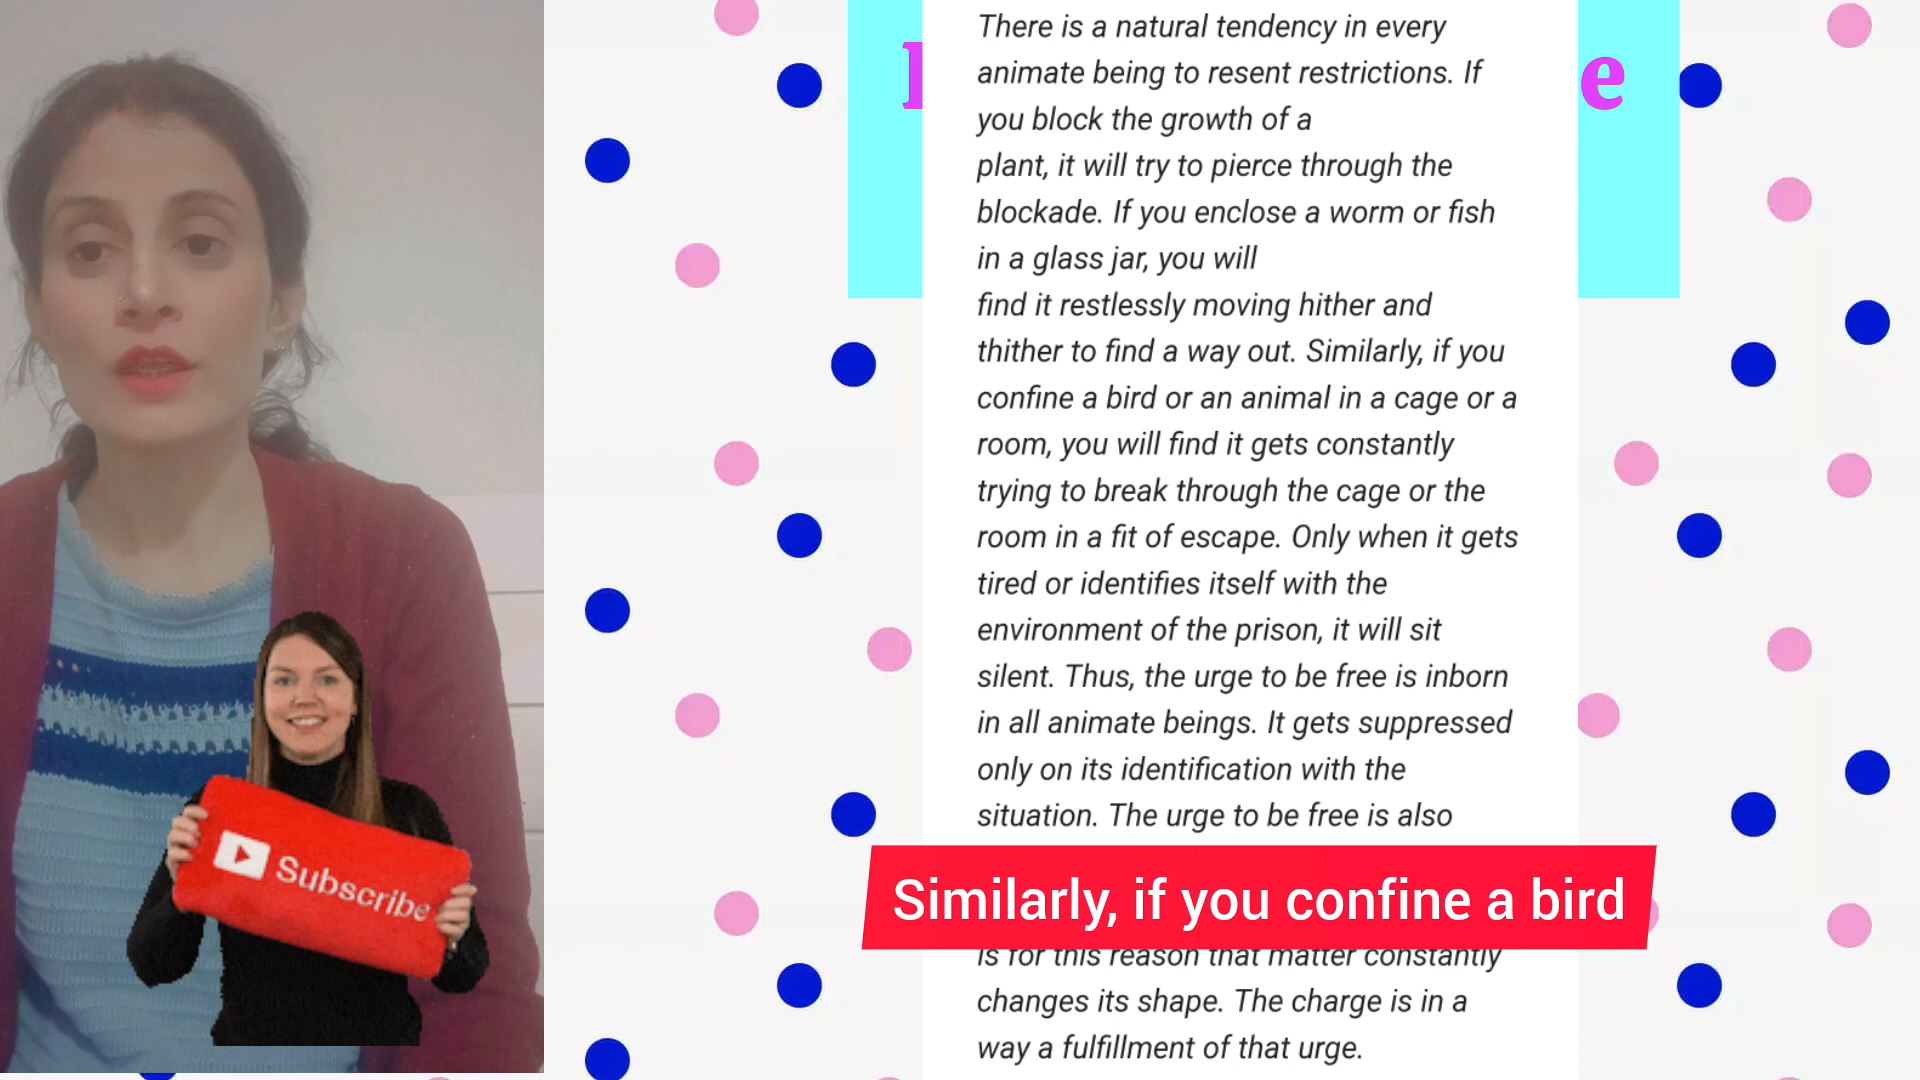 There is a natural tendency in every
animate being to resent restrictions. If
you block the growth of a
plant, it will try to pierce through the
blockade. If you enclose a worm or fish
in a glass jar, you will
find it restlessly moving hither and
thither to find a way out. Similarly, if you
confine a bird or an animal in a cage or a
room, you will find it gets constantly
trying to break through the cage or the
room in a fit of escape. Only when it gets
tired or identifies itself with the
environment of the prison, it will sit
silent. Thus, the urge to be free is inborn
in all animate beings. It gets suppressed
only on its identification with the
situation. The urge to be free is also
Similarly, if you confine a bird
is for this reason that matter constantly
changes its shape. The charge is in a
way a fulfillment of that urge.
Subscribe